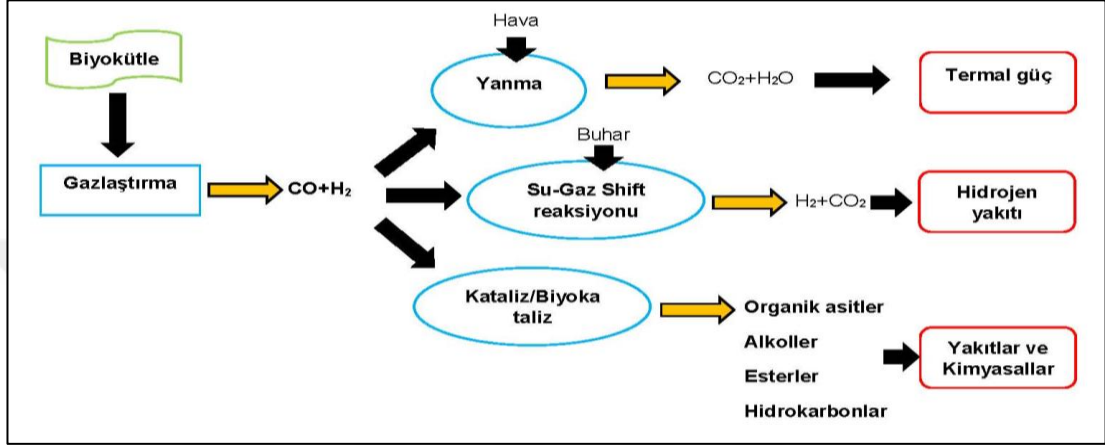 Biyokütle
Gazlaştırma
CO+H₂
Hava
Yanma
CO₂+H₂O
Termal güç
Buhar
Su-Gaz Shift
reaksiyonu
H₂+CO₂
Hidrojen
yakıtı
Kataliz/Biyoka
taliz
Organik asitler
Alkoller
Esterler
Hidrokarbonlar
Yakıtlar ve
Kimyasallar